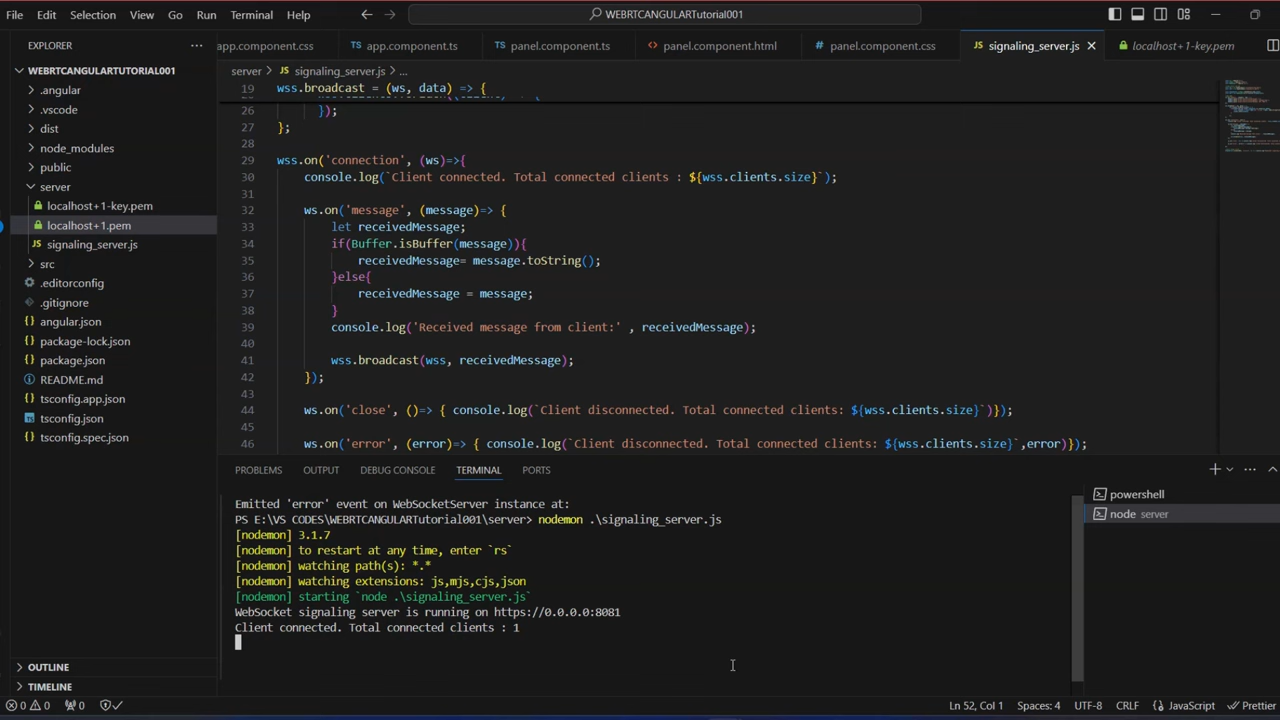 File Edit Selection View Go Run Terminal Help
WEBRTCANGULARTutorial001
EXPLORER
app.component.css
TS app.component.ts
TS panel.component.ts
<> panel.component.html
# panel.component.css
JS signaling_server.js
localhost+1-key.pem
WEBRTCANGULARTUTORIAL001
.angular
.vscode
dist
node_modules
public
server
localhost+1-key.pem
localhost+1.pem
JS signaling_server.js
src
.editorconfig
.gitignore
angular.json
package-lock.json
package.json
README.md
tsconfig.app.json
tsconfig.json
tsconfig.spec.json
OUTLINE
TIMELINE
server > JS signaling_server.js > ...
19 wss.broadcast = (ws, data) => {
26 });
27 };
28
29 wss.on('connection', (ws)=>{
30 console.log(`Client connected. Total connected clients : ${wss.clients.size}`);
31
32 ws.on('message', (message)=> {
33 let receivedMessage;
34 if(Buffer.isBuffer(message)){
35 receivedMessage= message.toString();
36 }else{
37 receivedMessage = message;
38 }
39 console.log('Received message from client:' , receivedMessage);
40
41 wss.broadcast(wss, receivedMessage);
42 });
43
44 ws.on('close', ()=> { console.log(`Client disconnected. Total connected clients: ${wss.clients.size}`)});
45
46 ws.on('error', (error)=> { console.log(`Client disconnected. Total connected clients: ${wss.clients.size}`,error)});
PROBLEMS OUTPUT DEBUG CONSOLE TERMINAL PORTS
Emitted 'error' event on WebSocketServer instance at:
PS E:\VS CODES\WEBRTCANGULARTutorial001\server> nodemon .\signaling_server.js
[nodemon] 3.1.7
[nodemon] to restart at any time, enter `rs`
[nodemon] watching path(s): *.*
[nodemon] watching extensions: js,mjs,cjs,json
[nodemon] starting `node .\signaling_server.js`
WebSocket signaling server is running on https://0.0.0.0:8081
Client connected. Total connected clients : 1
powershell
node server
0 0 0 Ln 52, Col 1 Spaces: 4 UTF-8 CRLF JavaScript Prettier